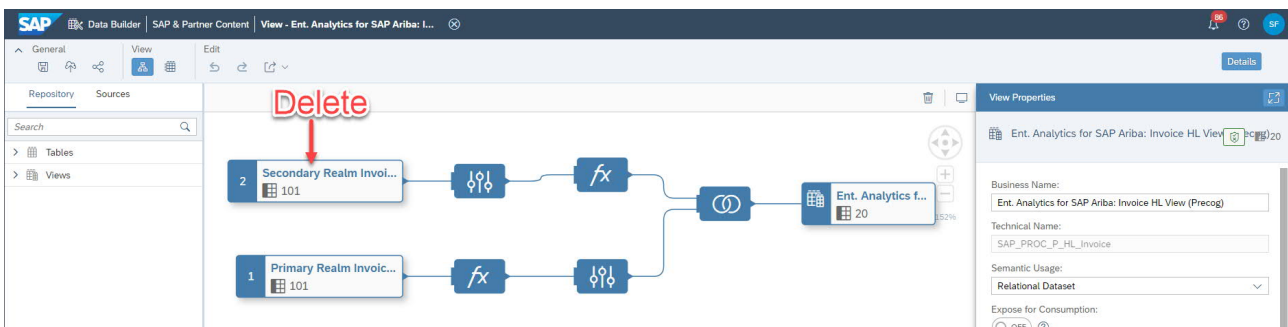 SAP Data Builder SAP & Partner Content View - Ent. Analytics for SAP Ariba: I... 86 SF
General View Edit
Details
Repository Sources
Delete
View Properties
Search
Ent. Analytics for SAP Ariba: Invoice HL View
20
Tables
Views
Secondary Realm Invoi...
2
101
fx
Ent. Analytics f...
20
152%
Primary Realm Invoic...
1
101
fx
Business Name:
Ent. Analytics for SAP Ariba: Invoice HL View (Precog)
Technical Name:
SAP_PROC_P_HL_Invoice
Semantic Usage:
Relational Dataset
Expose for Consumption:
OFF